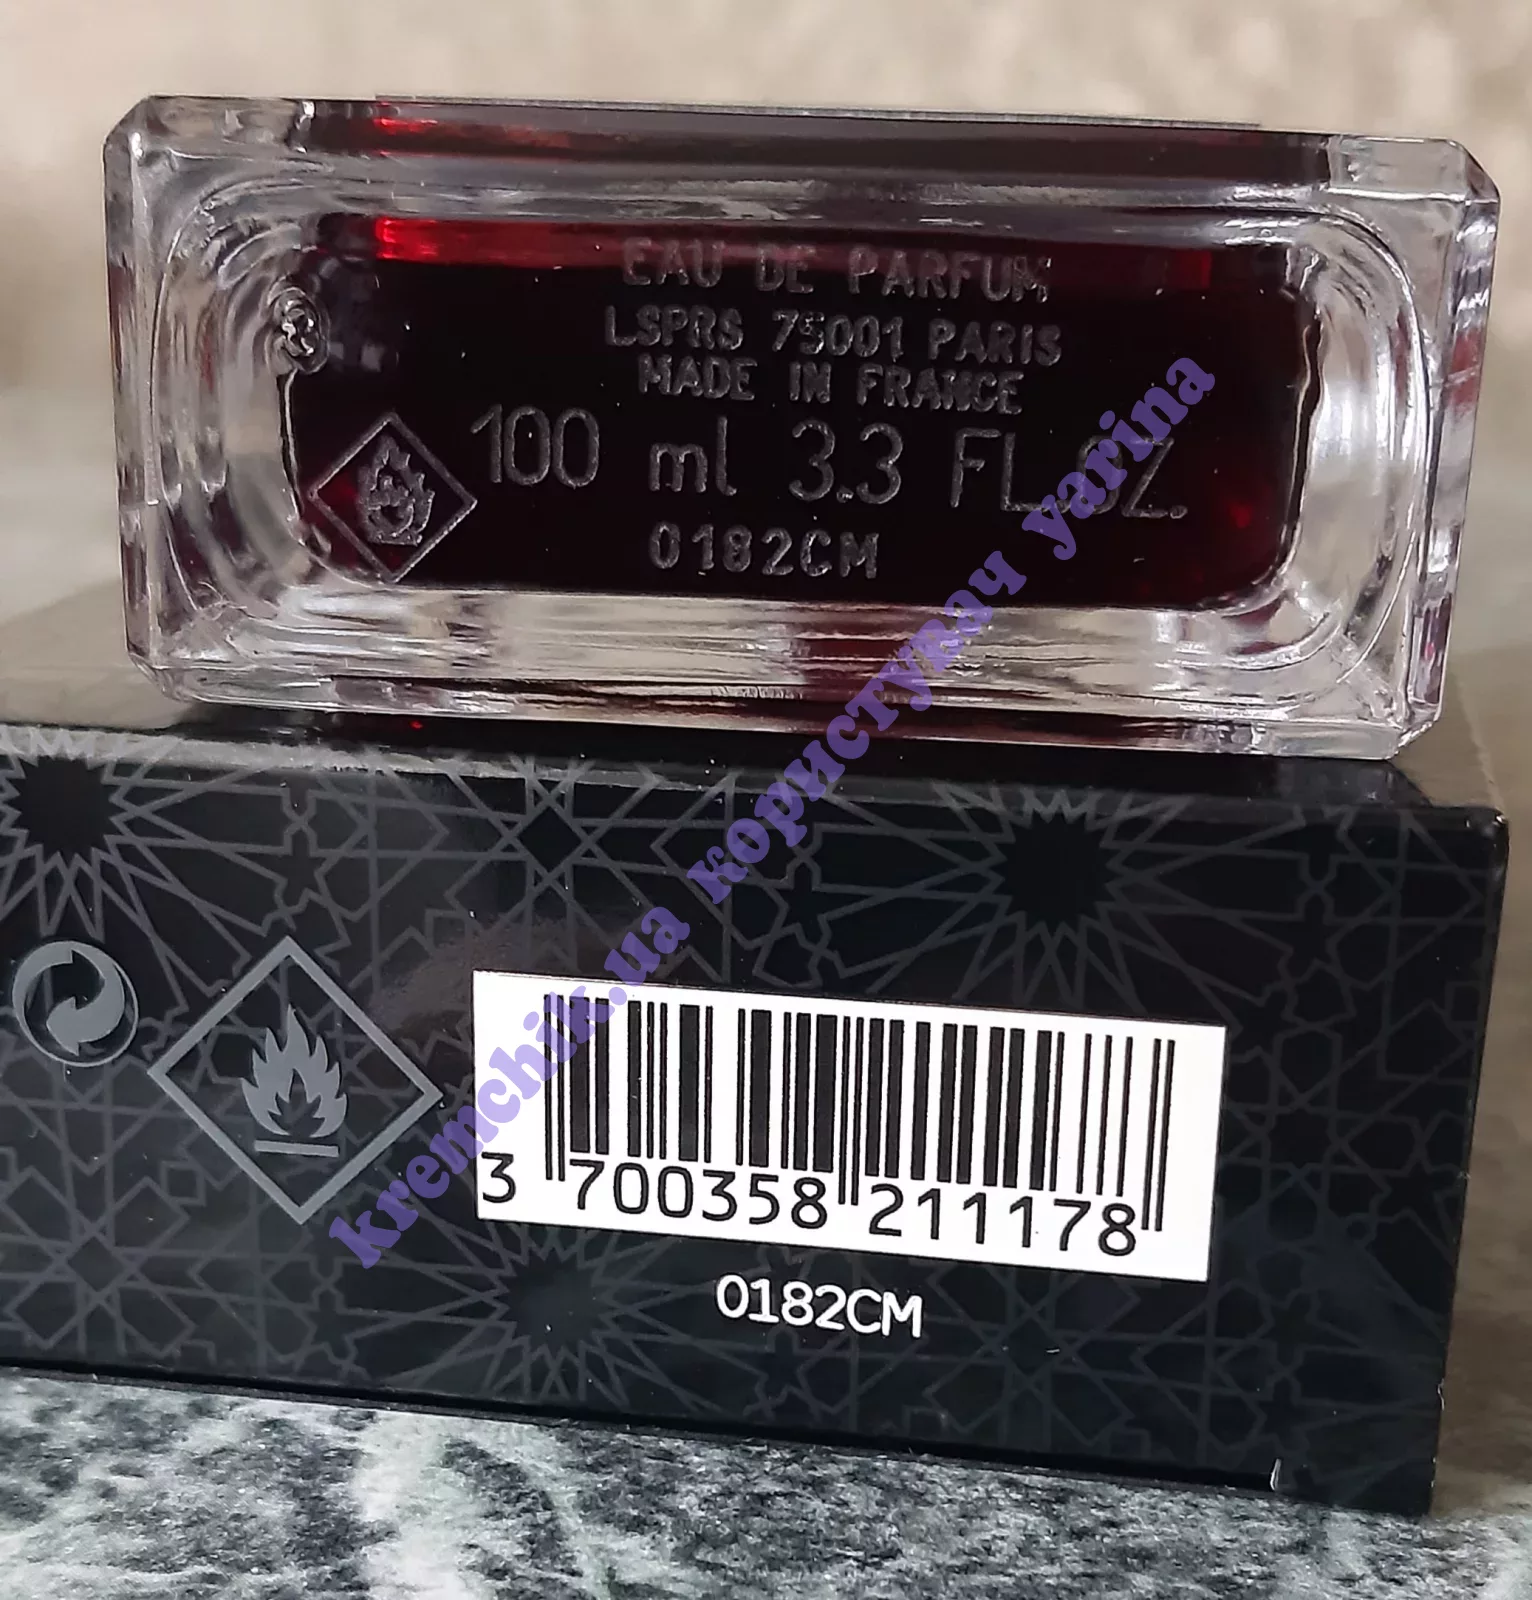 EAU DE PARFUM
LSPRS 75001 PARIS
MADE IN FRANCE
100 ml 3.3 FL.OZ.
0182CM
kremchik.ua користувач yarina
3 700358 211178
0182CM